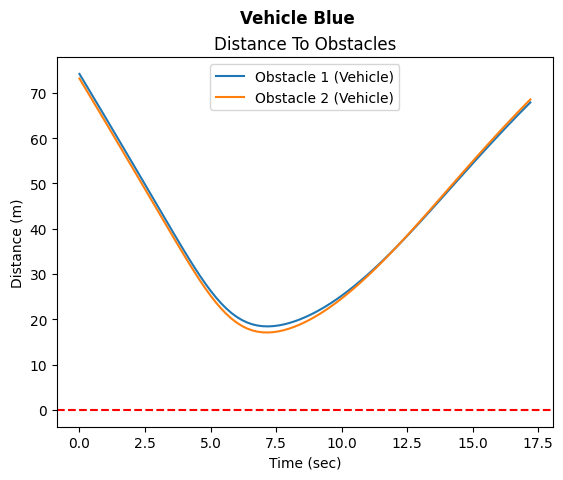 Vehicle Blue
Distance To Obstacles
Obstacle 1 (Vehicle)
Obstacle 2 (Vehicle)
Distance (m)
70
60
50
40
30
20
10
0
0.0 2.5 5.0 7.5 10.0 12.5 15.0 17.5
Time (sec)